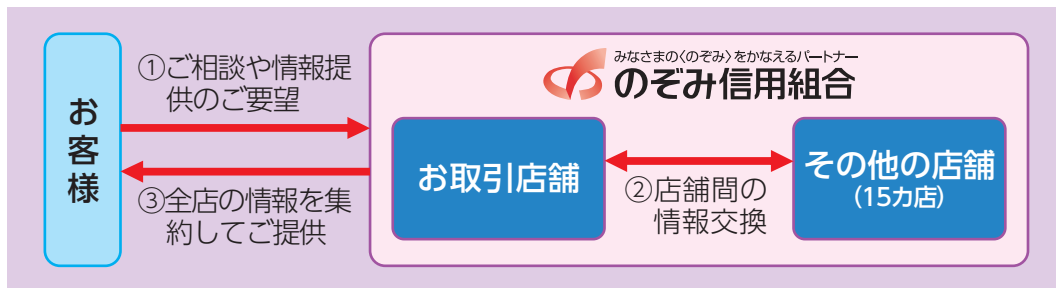 お客様
①ご相談や情報提
供のご要望
③全店の情報を集
約してご提供
みなさまの〈のぞみ〉をかなえるパートナー
のぞみ信用組合
お取引店舗
②店舗間の
情報交換
その他の店舗
(15カ店)